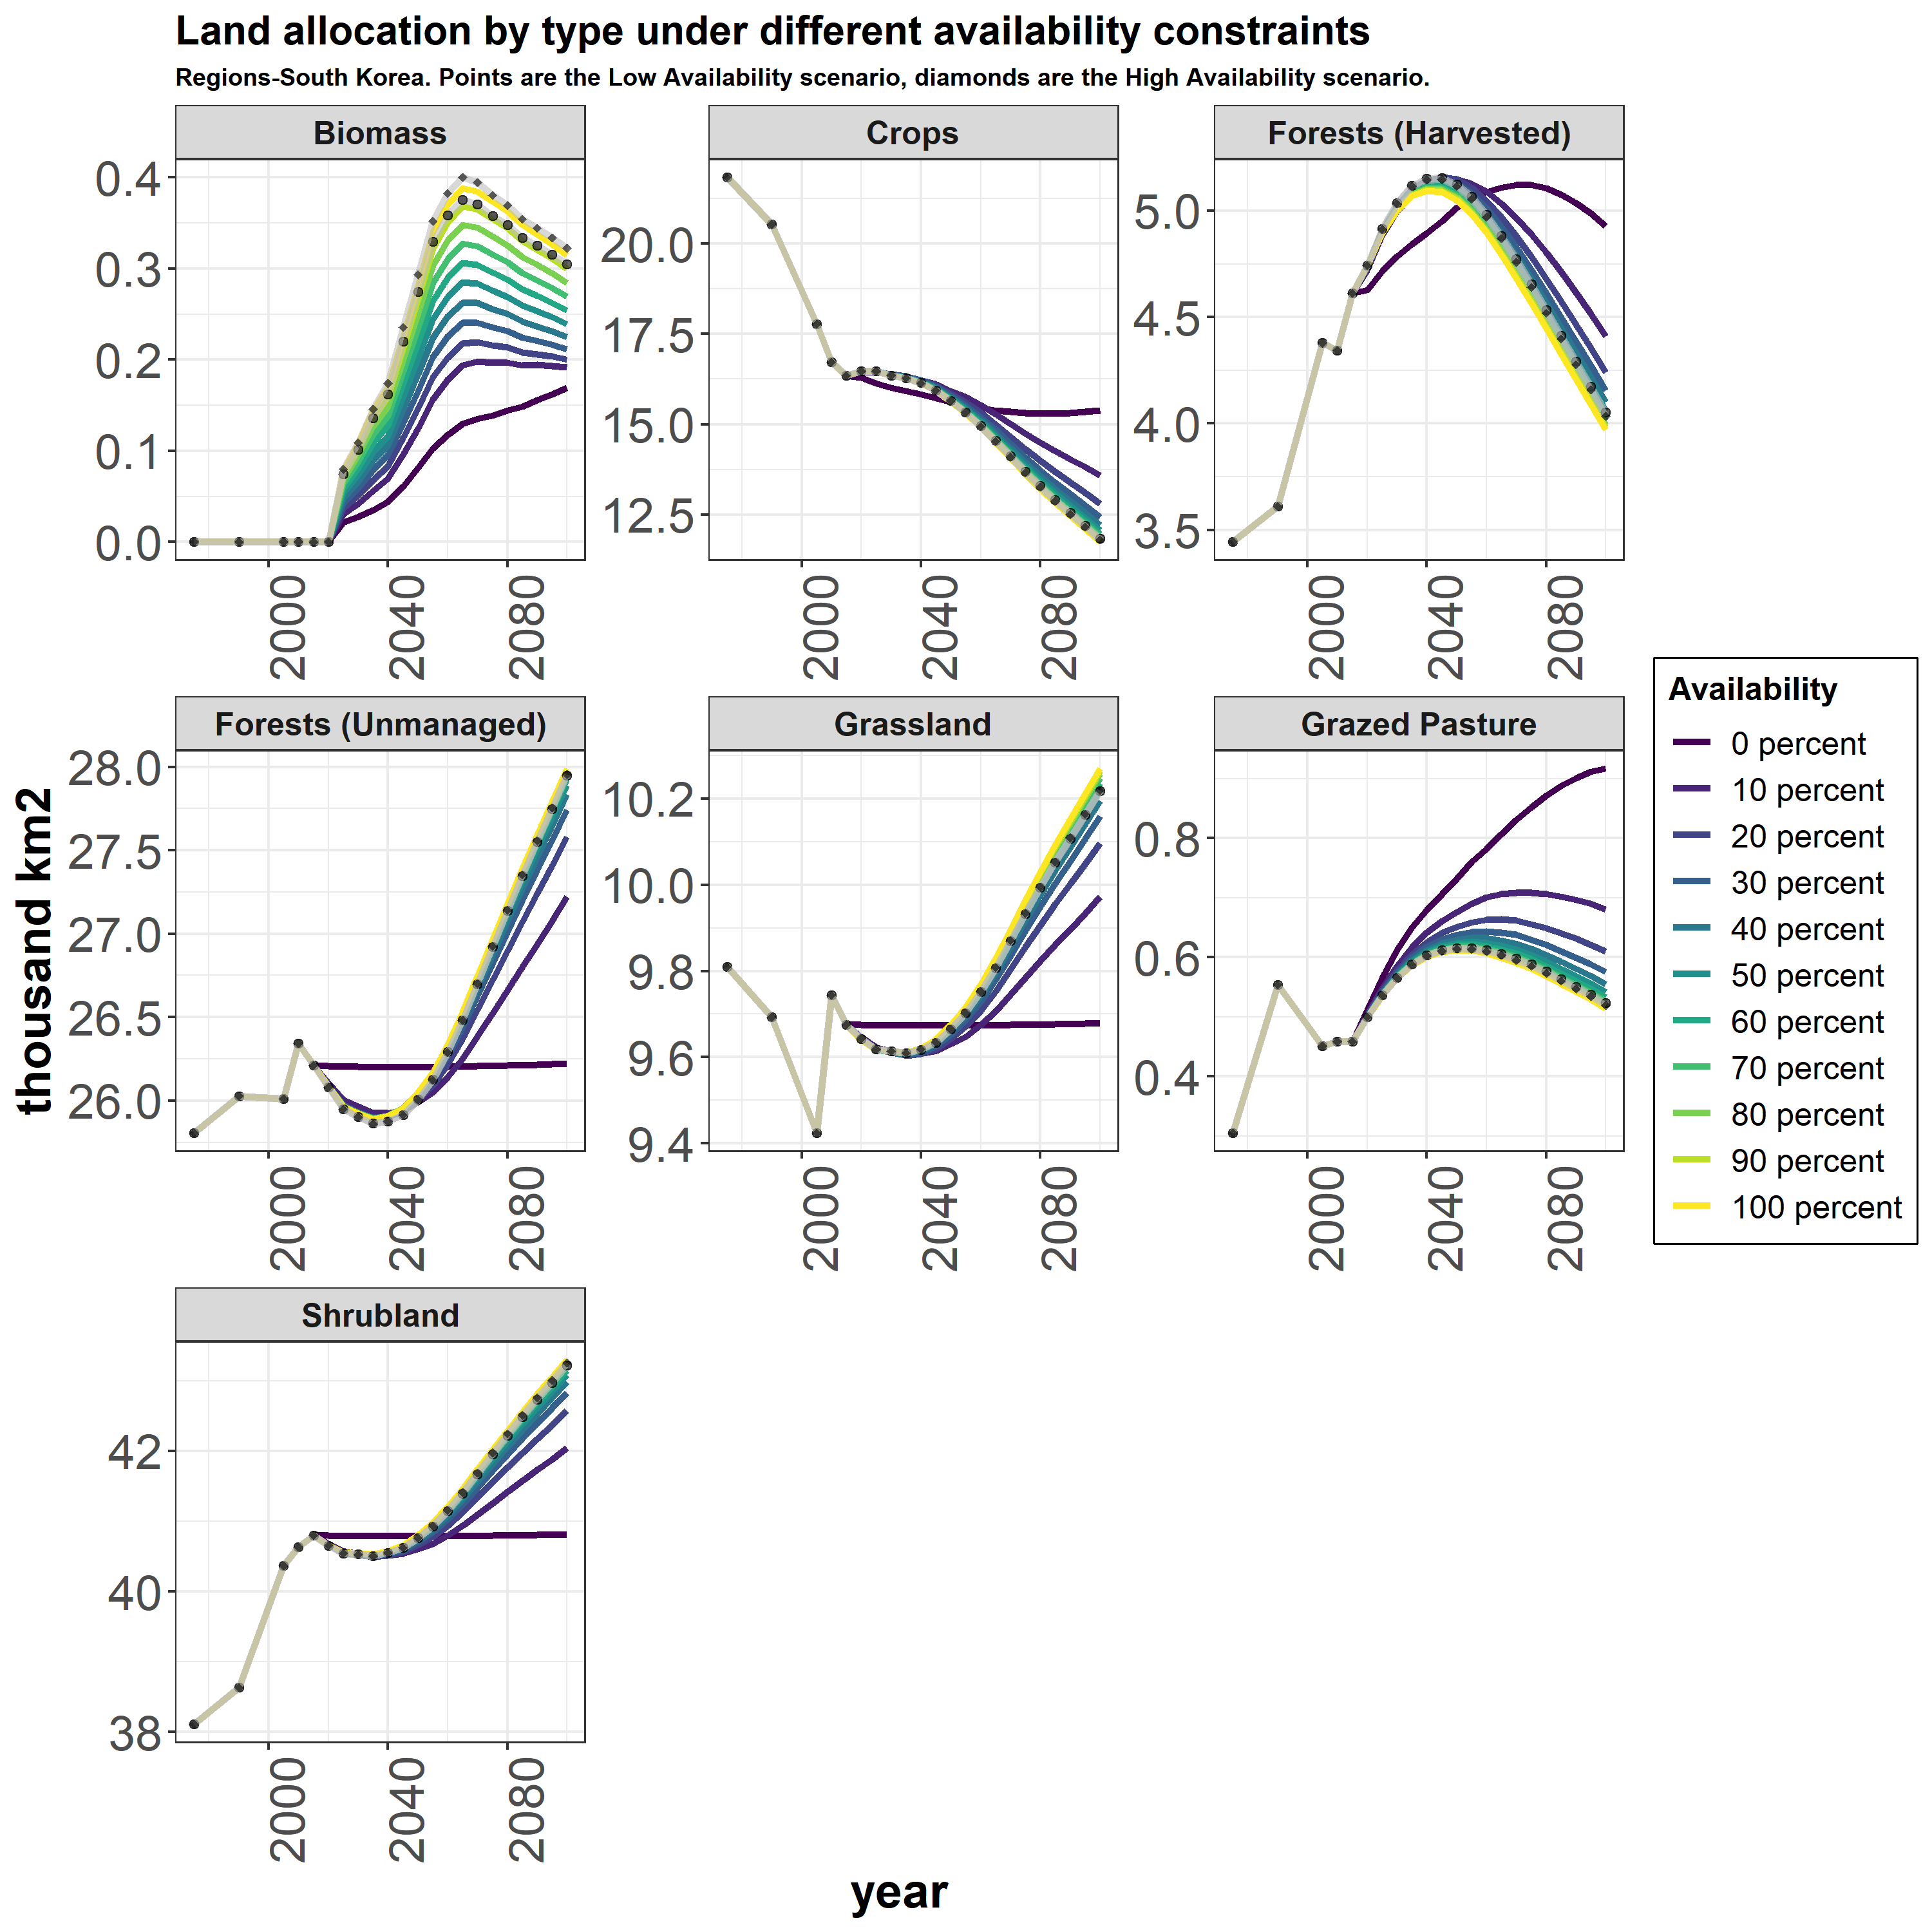 Land allocation by type under different availability constraints
Regions-South Korea. Points are the Low Availability scenario, diamonds are the High Availability scenario.
Biomass
0.4
0.3
0.2
0.1
0.0
2000
2040
2080
Crops
20.0
17.5
15.0
12.5
2000
2040
2080
Forests (Harvested)
5.0
4.5
4.0
3.5
2000
2040
2080
thousand km2
Forests (Unmanaged)
28.0
27.5
27.0
26.5
26.0
2000
2040
2080
Grassland
10.2
10.0
9.8
9.6
9.4
2000
2040
2080
Grazed Pasture
0.8
0.6
0.4
2000
2040
2080
Availability
0 percent
10 percent
20 percent
30 percent
40 percent
50 percent
60 percent
70 percent
80 percent
90 percent
100 percent
Shrubland
42
40
38
2000
2040
2080
year